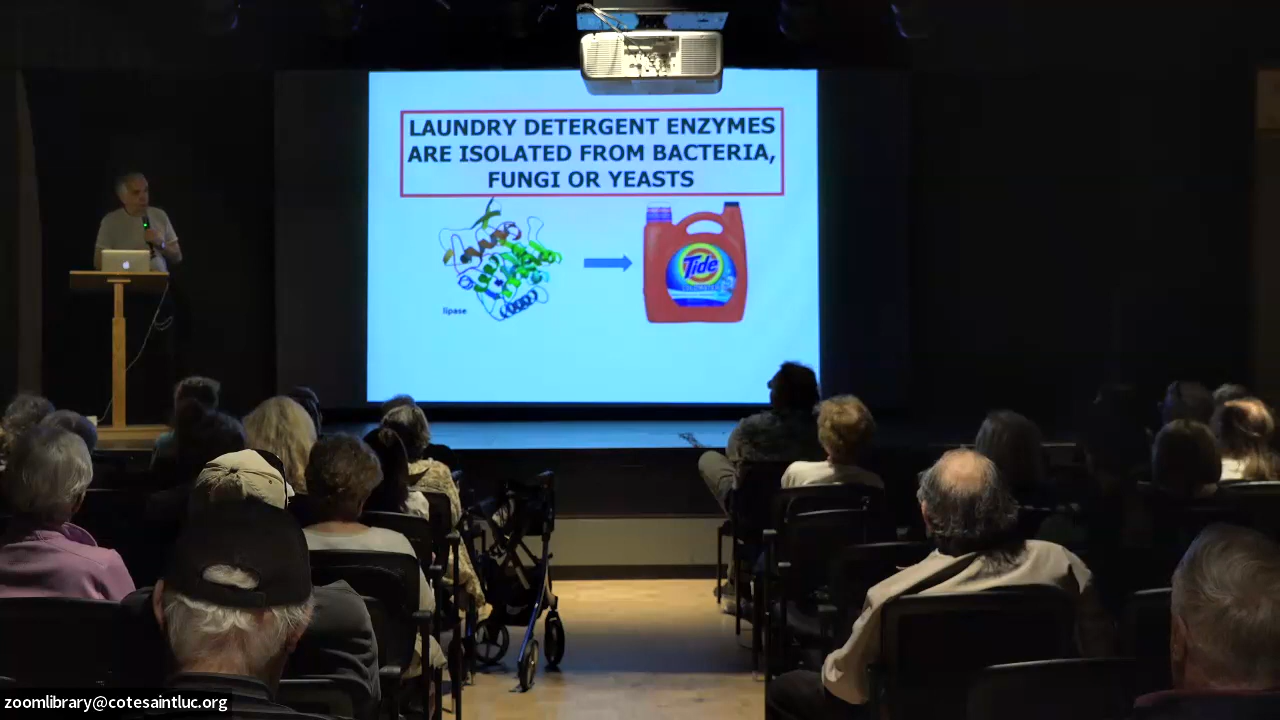 LAUNDRY DETERGENT ENZYMES
ARE ISOLATED FROM BACTERIA,
FUNGI OR YEASTS
Tide
lipase
zoomlibrary@cotesaintluc.org